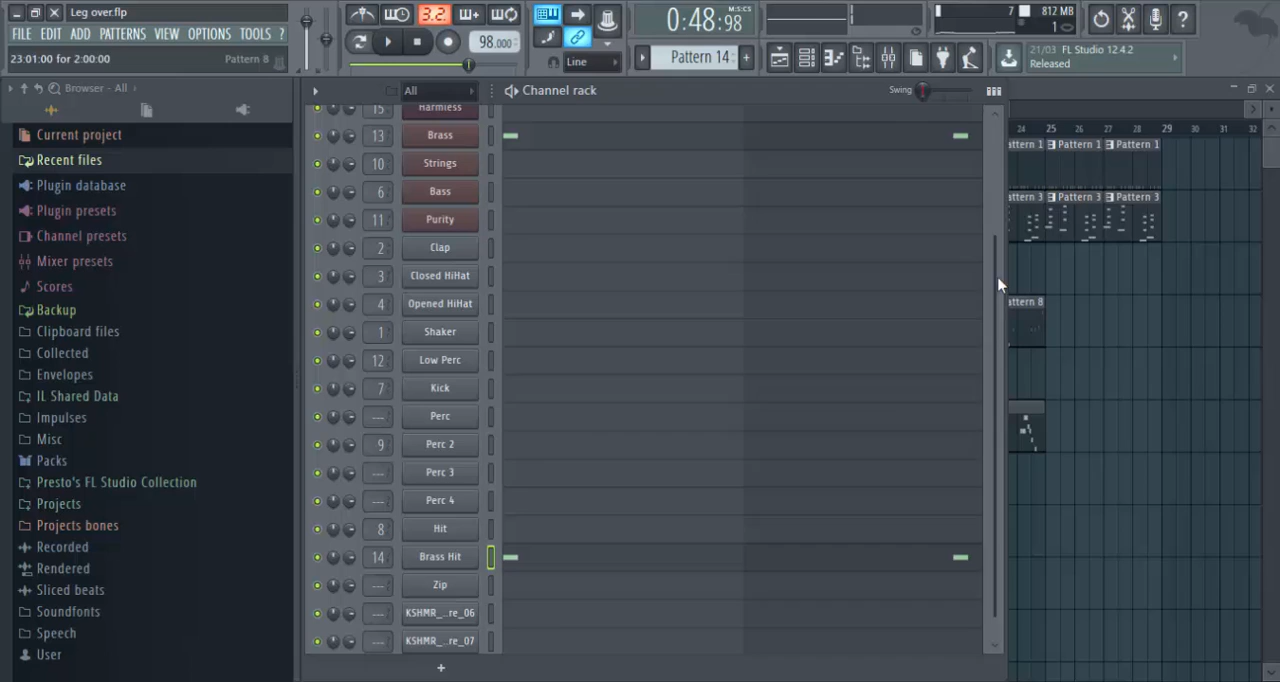 Leg over.flp
FILE EDIT ADD PATTERNS VIEW OPTIONS TOOLS ?
23:01:00 for 2:00:00 Pattern 8
3.2.
98.000
Line
0:48:98 M:S:CS
Pattern 14 +
7 812 MB
1
21/03 FL Studio 12.4.2
Released
Browser - All
Current project
Recent files
Plugin database
Plugin presets
Channel presets
Mixer presets
Scores
Backup
Clipboard files
Collected
Envelopes
IL Shared Data
Impulses
Misc
Packs
Presto's FL Studio Collection
Projects
Projects bones
Recorded
Rendered
Sliced beats
Soundfonts
Speech
User
All
Channel rack
Swing
15 Harmless
13 Brass
10 Strings
6 Bass
11 Purity
2 Clap
3 Closed HiHat
4 Opened HiHat
1 Shaker
12 Low Perc
7 Kick
--- Perc
9 Perc 2
--- Perc 3
--- Perc 4
8 Hit
14 Brass Hit
--- Zip
--- KSHMR_...re_06
--- KSHMR_...re_07
+
24 25 26 27 28 29 30 31 32
attern 1 Pattern 1 Pattern 1
attern 3 Pattern 3 Pattern 3
attern 8